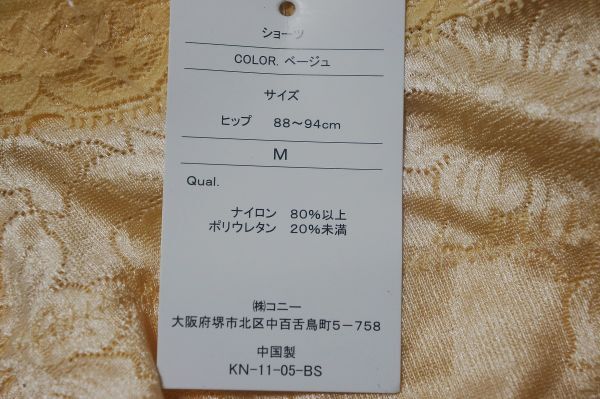 ショーツ
COLOR. ベージュ
サイズ
ヒップ 88～94cm
M
Qual.
ナイロン 80%以上
ポリウレタン 20%未満
㈱コニー
大阪府堺市北区中百舌鳥町5－758
中国製
KN-11-05-BS